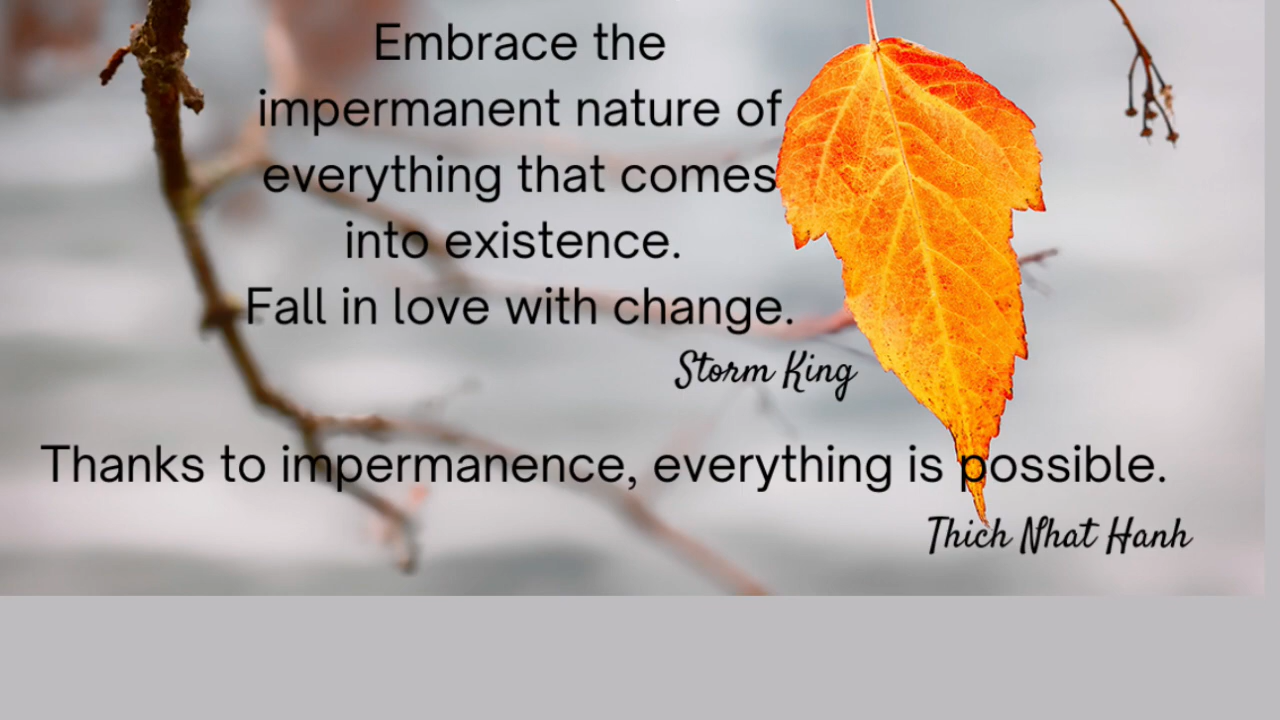 Embrace the
impermanent nature of
everything that comes
into existence.
Fall in love with change.
Storm King
Thanks to impermanence, everything is possible.
Thich Nhat Hanh